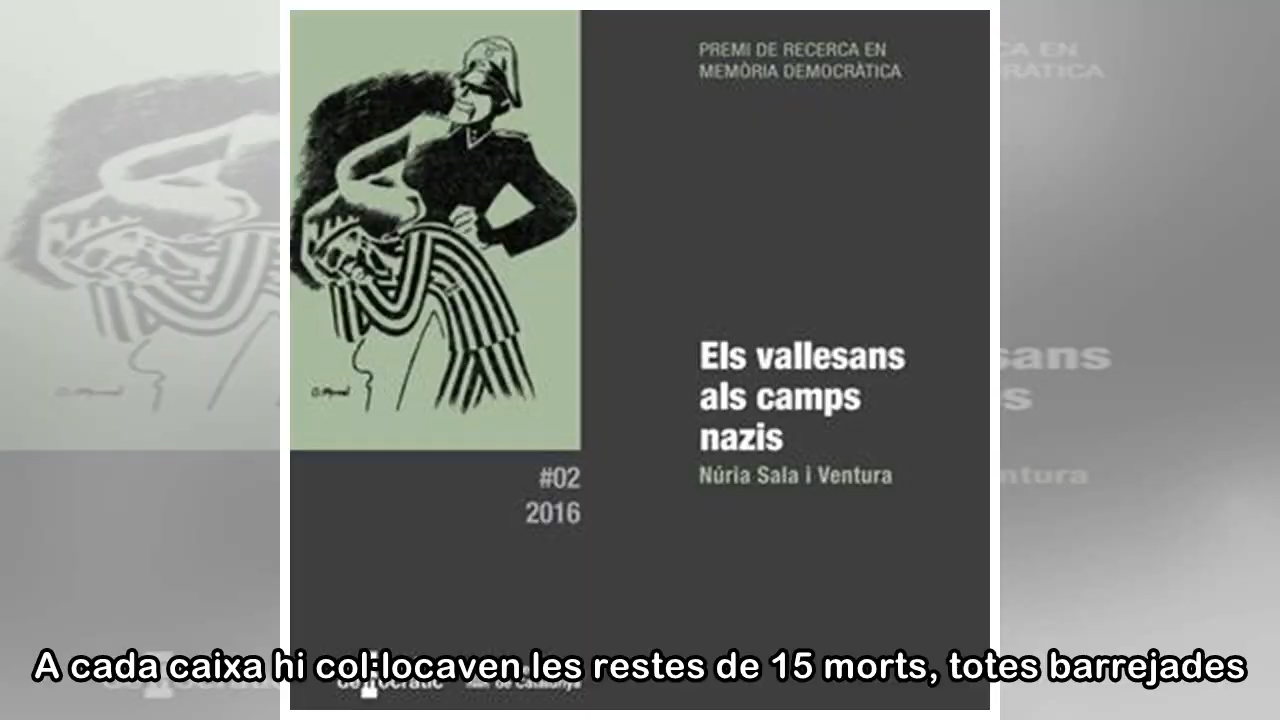 PREMI DE RECERCA EN
MEMÒRIA DEMOCRÀTICA
Els vallesans
als camps
nazis
Núria Sala i Ventura
#02
2016
A cada caixa hi col·locaven les restes de 15 morts, totes barrejades